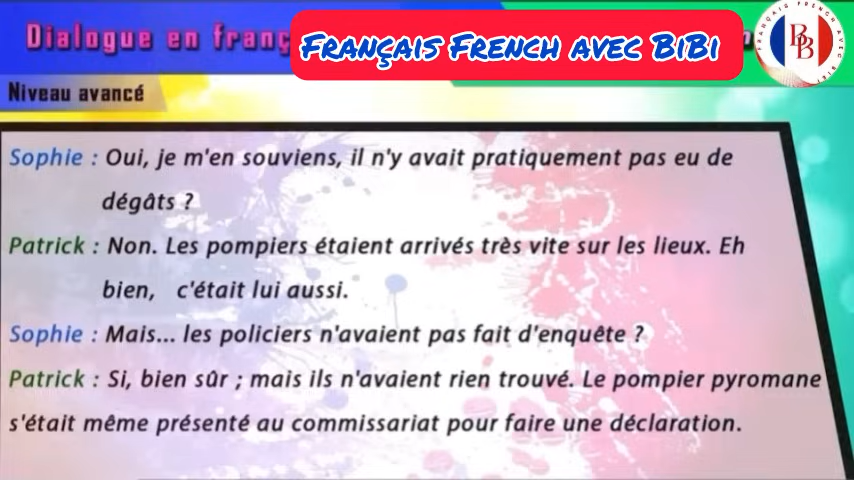 Dialogue en franç
Français French avec BiBi
Niveau avancé
Sophie : Oui, je m'en souviens, il n'y avait pratiquement pas eu de
dégâts ?
Patrick : Non. Les pompiers étaient arrivés très vite sur les lieux. Eh
bien, c'était lui aussi.
Sophie : Mais... les policiers n'avaient pas fait d'enquête ?
Patrick : Si, bien sûr ; mais ils n'avaient rien trouvé. Le pompier pyromane
s'était même présenté au commissariat pour faire une déclaration.